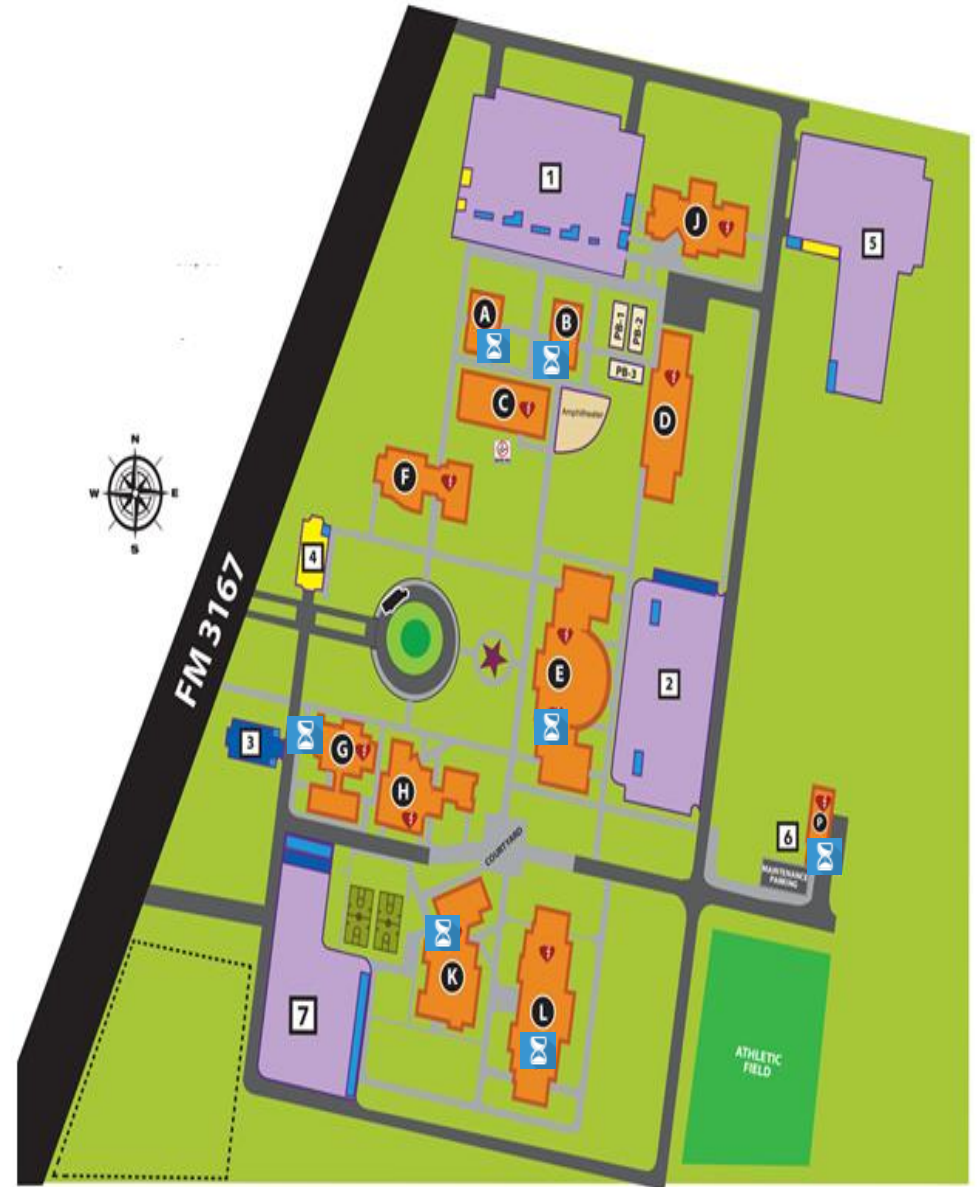 1
J
5
A
B
PB-1
PB-2
PB-3
C
Amphitheater
D
F
N
W
E
S
4
FM 3167
E
2
3
G
H
COURTYARD
6
P
MAINTENANCE
PARKING
K
7
L
ATHLETIC
FIELD